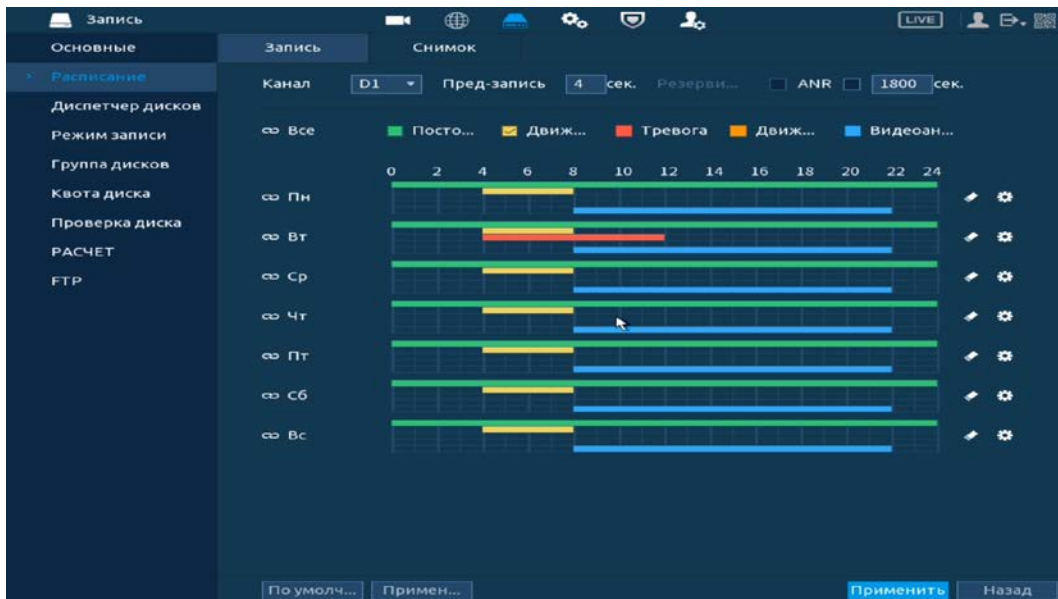 Запись LIVE
Основные
Расписание
Диспетчер дисков
Режим записи
Группа дисков
Квота диска
Проверка диска
РАСЧЕТ
FTP
Запись Снимок
Канал D1 Пред-запись 4 сек. Резерви... ANR 1800 сек.
Все Посто... Движ... Тревога Движ... Видеоан...
0 2 4 6 8 10 12 14 16 18 20 22 24
Пн
Вт
Ср
Чт
Пт
Сб
Вс
По умолч... Примен... Применить Назад